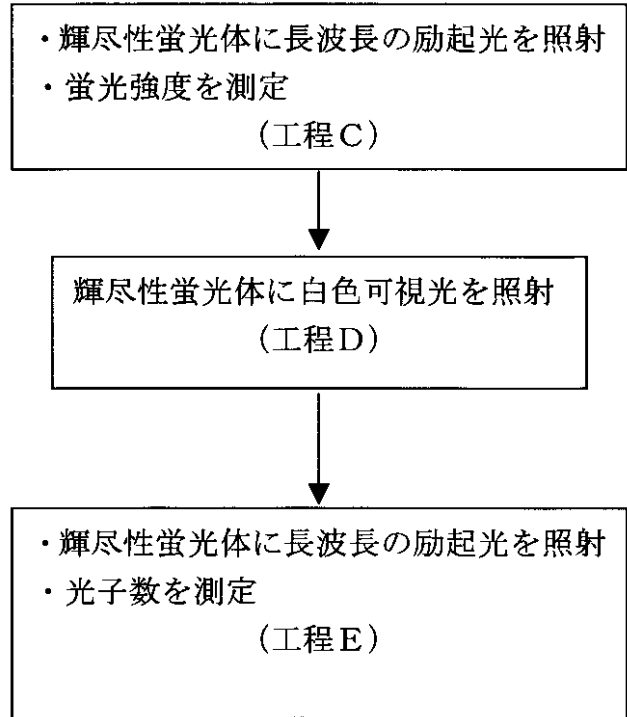 ・輝尽性蛍光体に長波長の励起光を照射
・蛍光強度を測定
(工程C)
輝尽性蛍光体に白色可視光を照射
(工程D)
・輝尽性蛍光体に長波長の励起光を照射
・光子数を測定
(工程E)